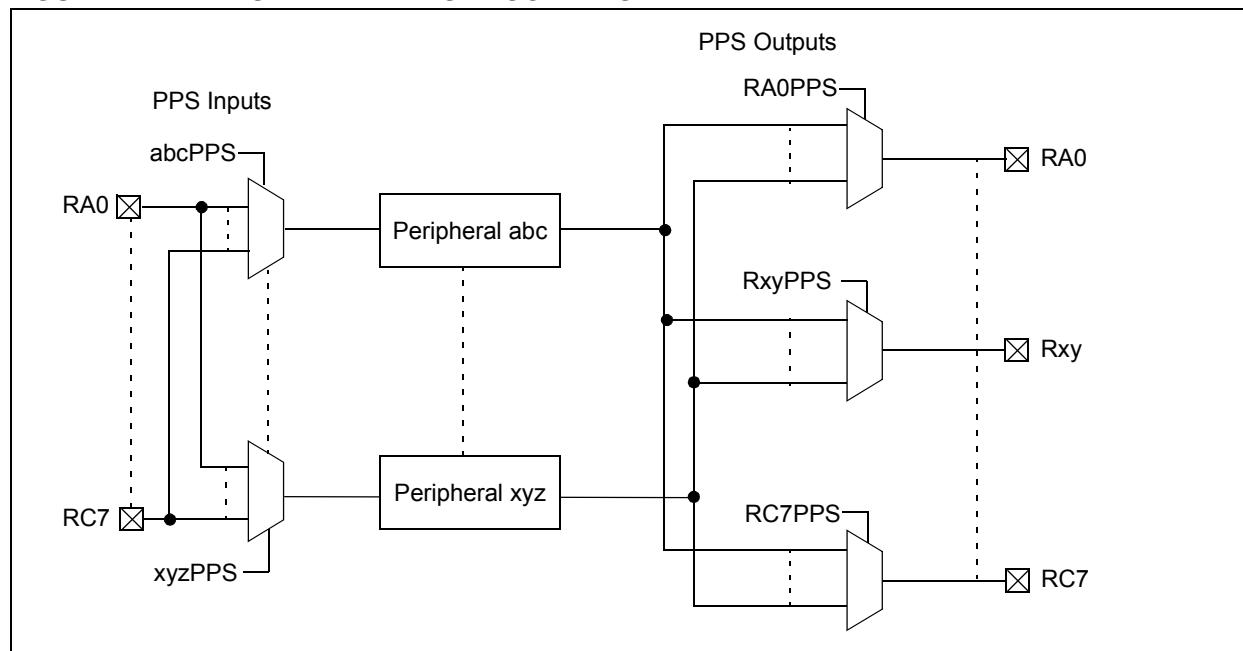 PPS Outputs
RA0PPS
PPS Inputs
abcPPS
RA0
RA0
Peripheral abc
RxyPPS
Rxy
Peripheral xyz
RC7
RC7PPS
xyzPPS
RC7